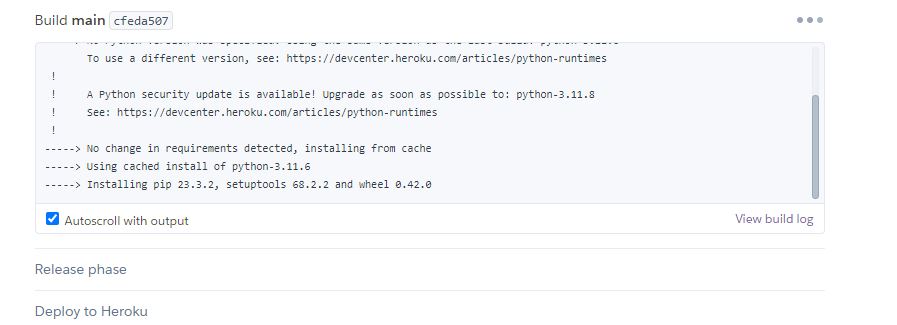 Build main cfeda507
To use a different version, see: https://devcenter.heroku.com/articles/python-runtimes
!
! A Python security update is available! Upgrade as soon as possible to: python-3.11.8
! See: https://devcenter.heroku.com/articles/python-runtimes
!
-----> No change in requirements detected, installing from cache
-----> Using cached install of python-3.11.6
-----> Installing pip 23.3.2, setuptools 68.2.2 and wheel 0.42.0
Autoscroll with output View build log
Release phase
Deploy to Heroku